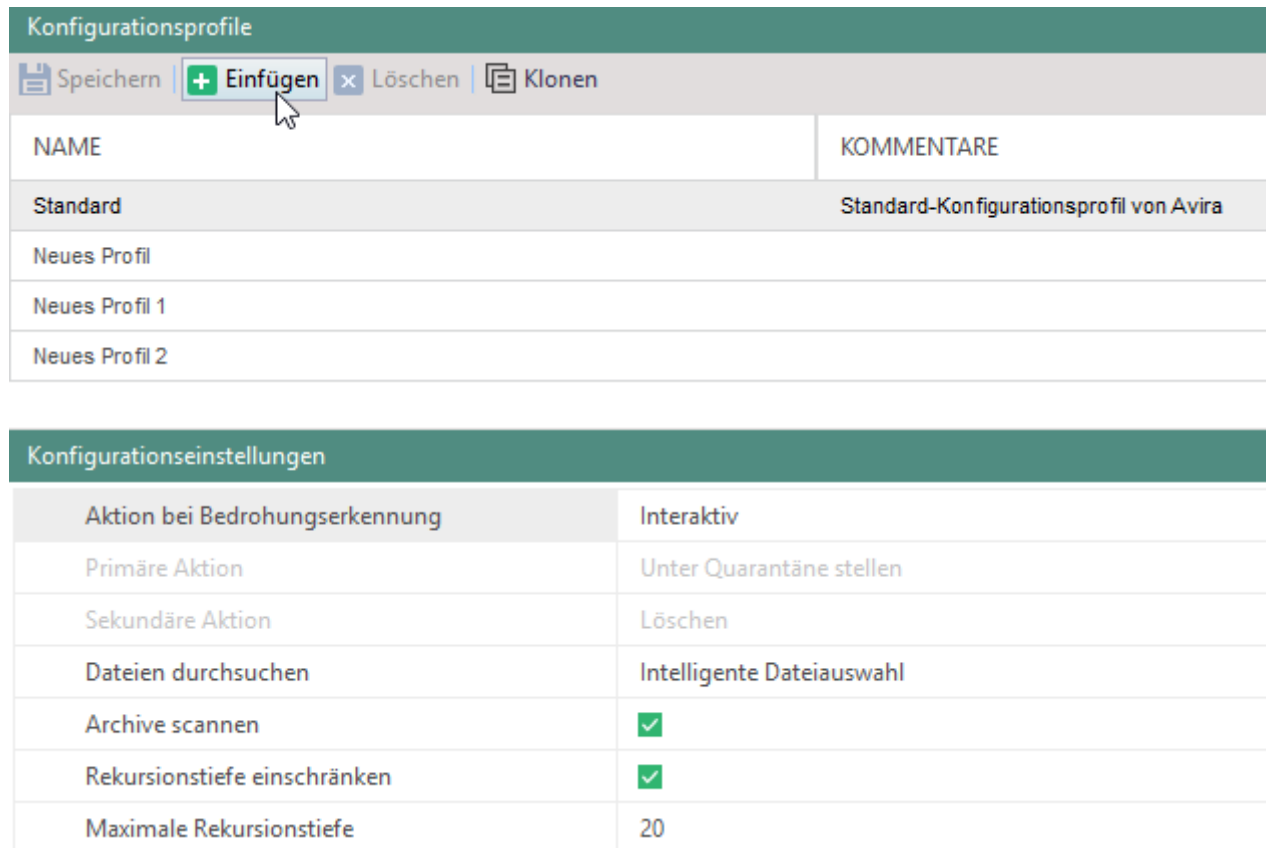 Konfigurationsprofile
Speichern Einfügen Löschen Klonen
NAME KOMMENTARE
Standard Standard-Konfigurationsprofil von Avira
Neues Profil
Neues Profil 1
Neues Profil 2
Konfigurationseinstellungen
Aktion bei Bedrohungserkennung Interaktiv
Primäre Aktion Unter Quarantäne stellen
Sekundäre Aktion Löschen
Dateien durchsuchen Intelligente Dateiauswahl
Archive scannen
Rekursionstiefe einschränken
Maximale Rekursionstiefe 20